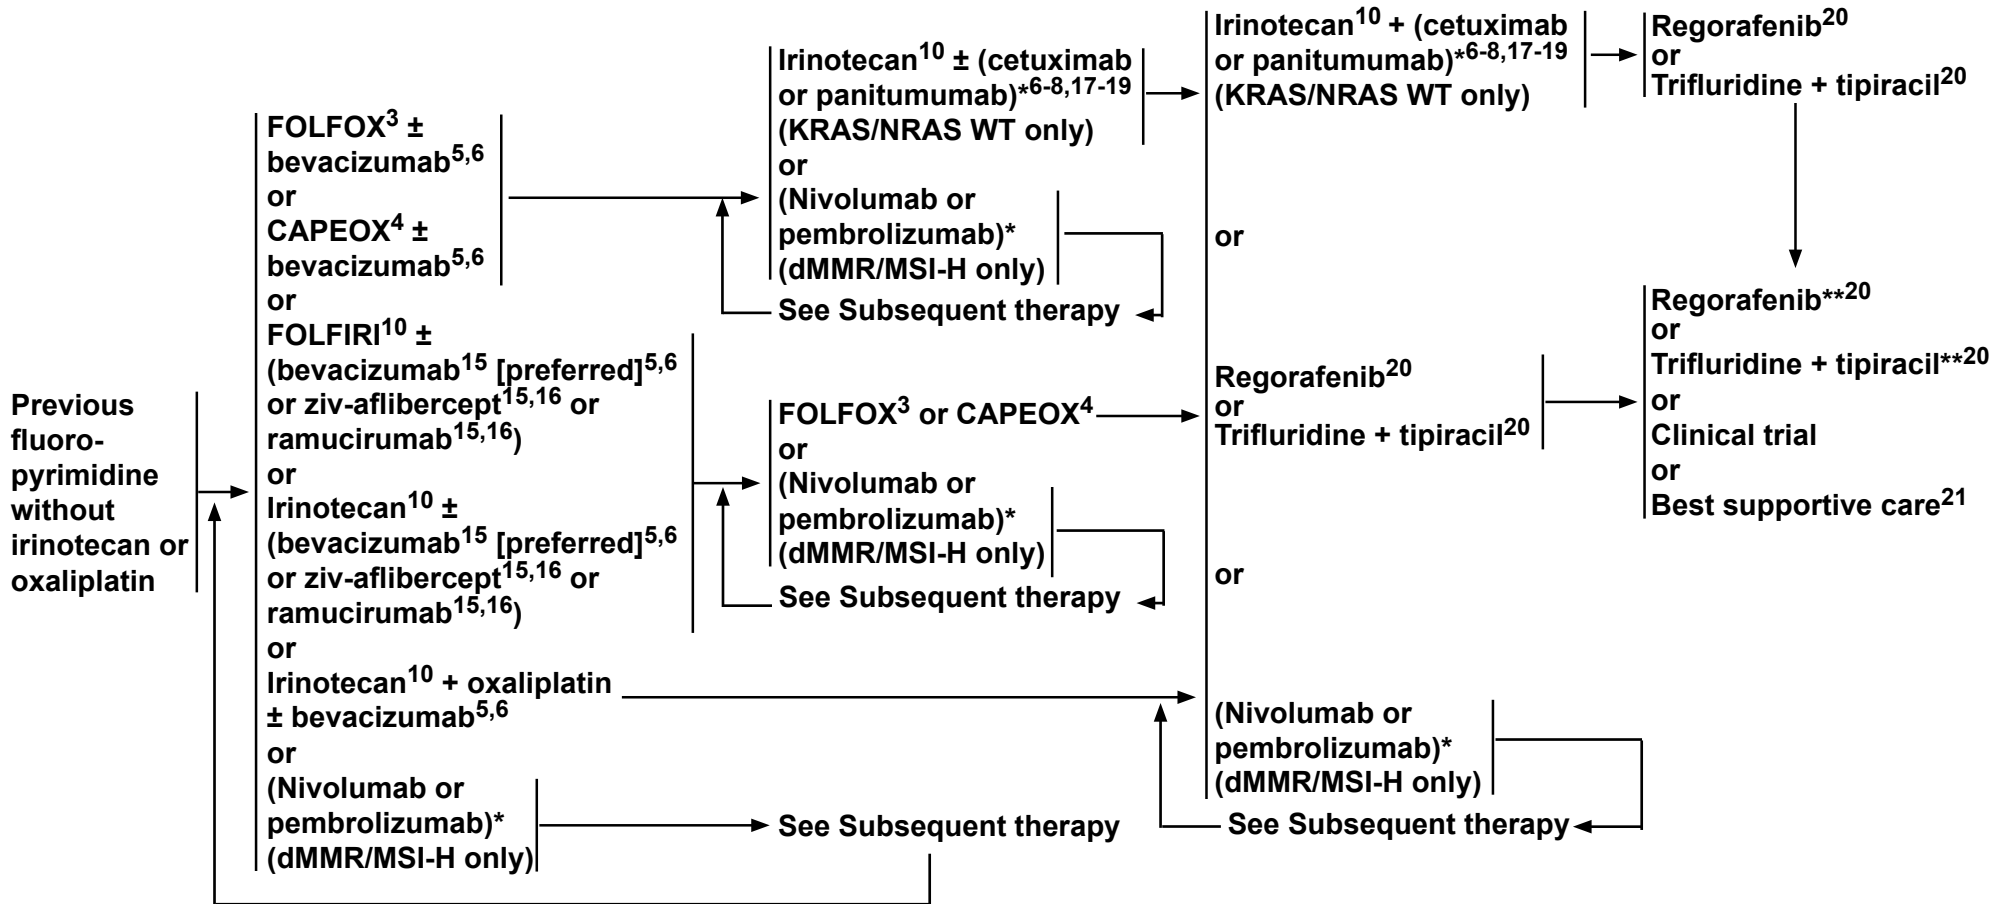 Previous
fluoro-
pyrimidine
without
irinotecan or
oxaliplatin
FOLFOX3 ±
bevacizumab5,6
or
CAPEOX4 ±
bevacizumab5,6
or
FOLFIRI10 ±
(bevacizumab15 [preferred]5,6
or ziv-aflibercept15,16 or
ramucirumab15,16)
or
Irinotecan10 ±
(bevacizumab15 [preferred]5,6
or ziv-aflibercept15,16 or
ramucirumab15,16)
or
Irinotecan10 + oxaliplatin
± bevacizumab5,6
or
(Nivolumab or
pembrolizumab)*
(dMMR/MSI-H only)
Irinotecan10 ± (cetuximab
or panitumumab)*6-8,17-19
(KRAS/NRAS WT only)
or
(Nivolumab or
pembrolizumab)*
(dMMR/MSI-H only)
See Subsequent therapy
FOLFOX3 or CAPEOX4
or
(Nivolumab or
pembrolizumab)*
(dMMR/MSI-H only)
See Subsequent therapy
See Subsequent therapy
Irinotecan10 + (cetuximab
or panitumumab)*6-8,17-19
(KRAS/NRAS WT only)
or
Regorafenib20
or
Trifluridine + tipiracil20
or
(Nivolumab or
pembrolizumab)*
(dMMR/MSI-H only)
See Subsequent therapy
Regorafenib20
or
Trifluridine + tipiracil20
Regorafenib**20
or
Trifluridine + tipiracil**20
or
Clinical trial
or
Best supportive care21